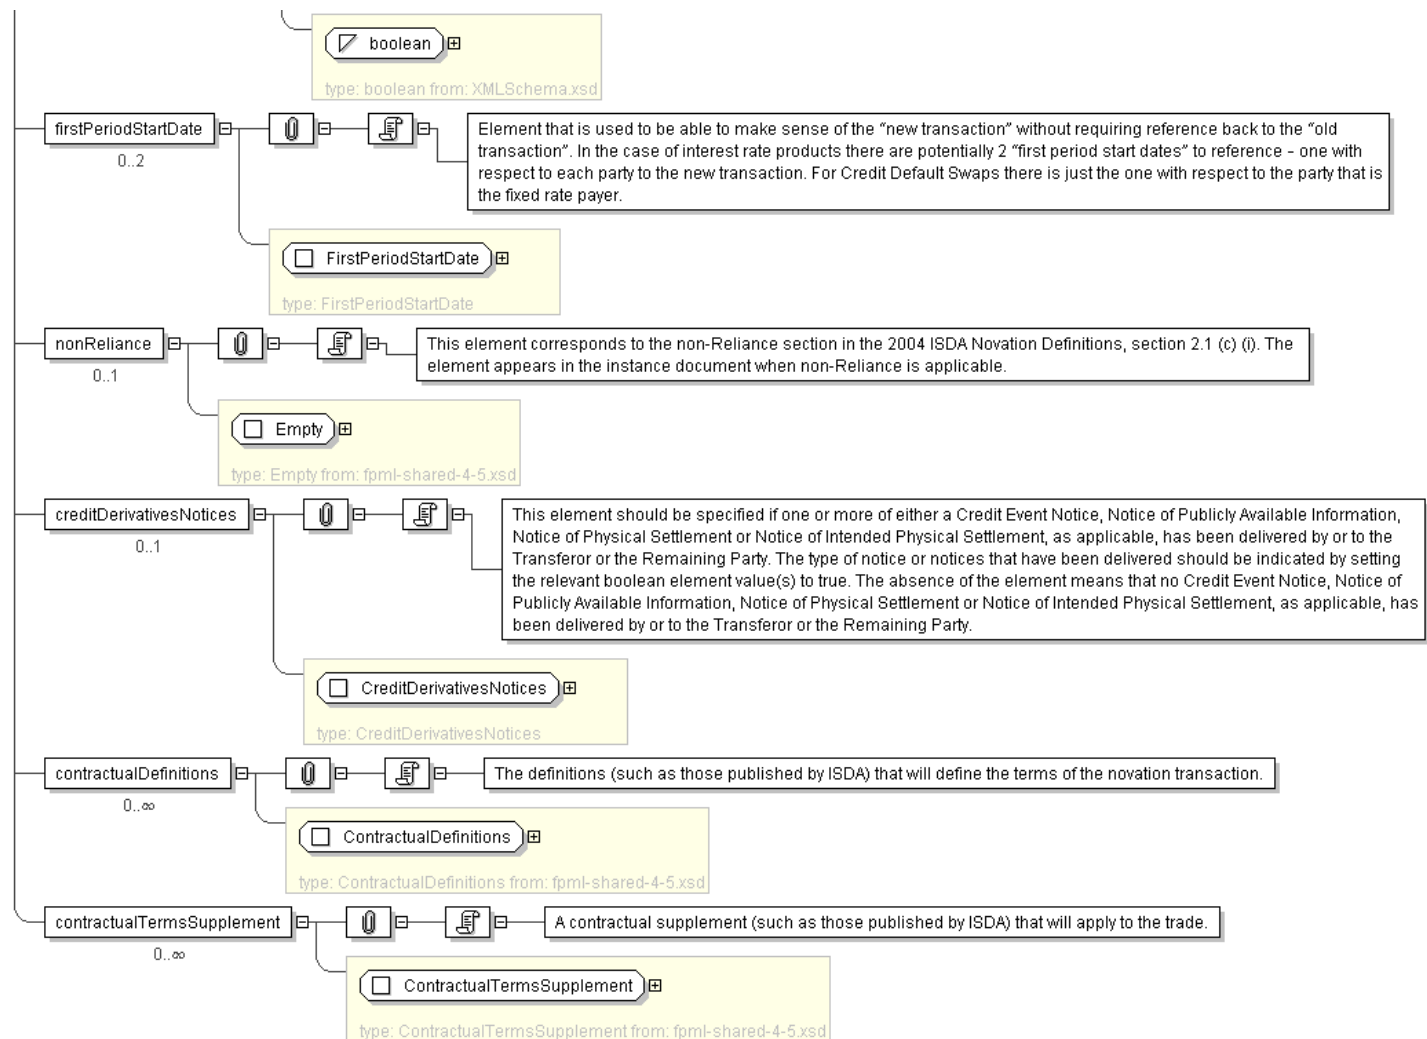 boolean
type: boolean from: XMLSchema.xsd
firstPeriodStartDate
0..2
Element that is used to be able to make sense of the “new transaction” without requiring reference back to the “old
transaction”. In the case of interest rate products there are potentially 2 “first period start dates” to reference – one with
respect to each party to the new transaction. For Credit Default Swaps there is just the one with respect to the party that is
the fixed rate payer.
FirstPeriodStartDate
type: FirstPeriodStartDate
nonReliance
0..1
This element corresponds to the non-Reliance section in the 2004 ISDA Novation Definitions, section 2.1 (c) (i). The
element appears in the instance document when non-Reliance is applicable.
Empty
type: Empty from: fpml-shared-4-5.xsd
creditDerivativesNotices
0..1
This element should be specified if one or more of either a Credit Event Notice, Notice of Publicly Available Information,
Notice of Physical Settlement or Notice of Intended Physical Settlement, as applicable, has been delivered by or to the
Transferor or the Remaining Party. The type of notice or notices that have been delivered should be indicated by setting
the relevant boolean element value(s) to true. The absence of the element means that no Credit Event Notice, Notice of
Publicly Available Information, Notice of Physical Settlement or Notice of Intended Physical Settlement, as applicable, has
been delivered by or to the Transferor or the Remaining Party.
CreditDerivativesNotices
type: CreditDerivativesNotices
contractualDefinitions
0..∞
The definitions (such as those published by ISDA) that will define the terms of the novation transaction.
ContractualDefinitions
type: ContractualDefinitions from: fpml-shared-4-5.xsd
contractualTermsSupplement
0..∞
A contractual supplement (such as those published by ISDA) that will apply to the trade.
ContractualTermsSupplement
type: ContractualTermsSupplement from: fpml-shared-4-5.xsd